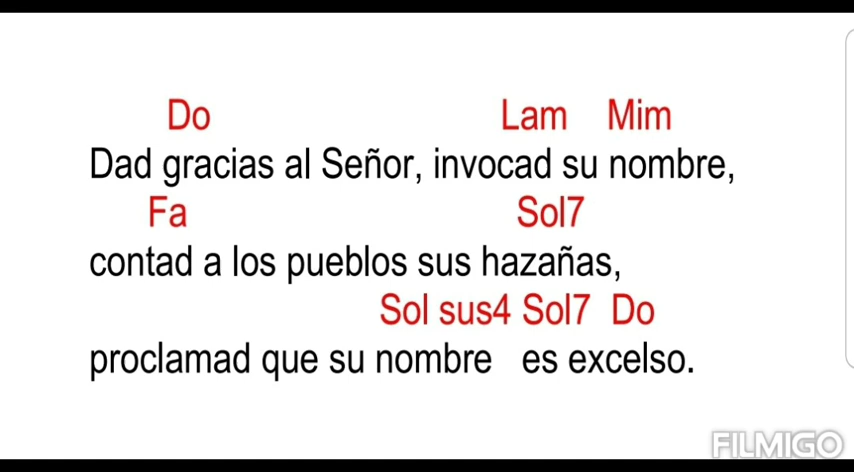 Do Lam Mim
Dad gracias al Señor, invocad su nombre,
Fa Sol7
contad a los pueblos sus hazañas,
Sol sus4 Sol7 Do
proclamad que su nombre es excelso.
FILMIGO